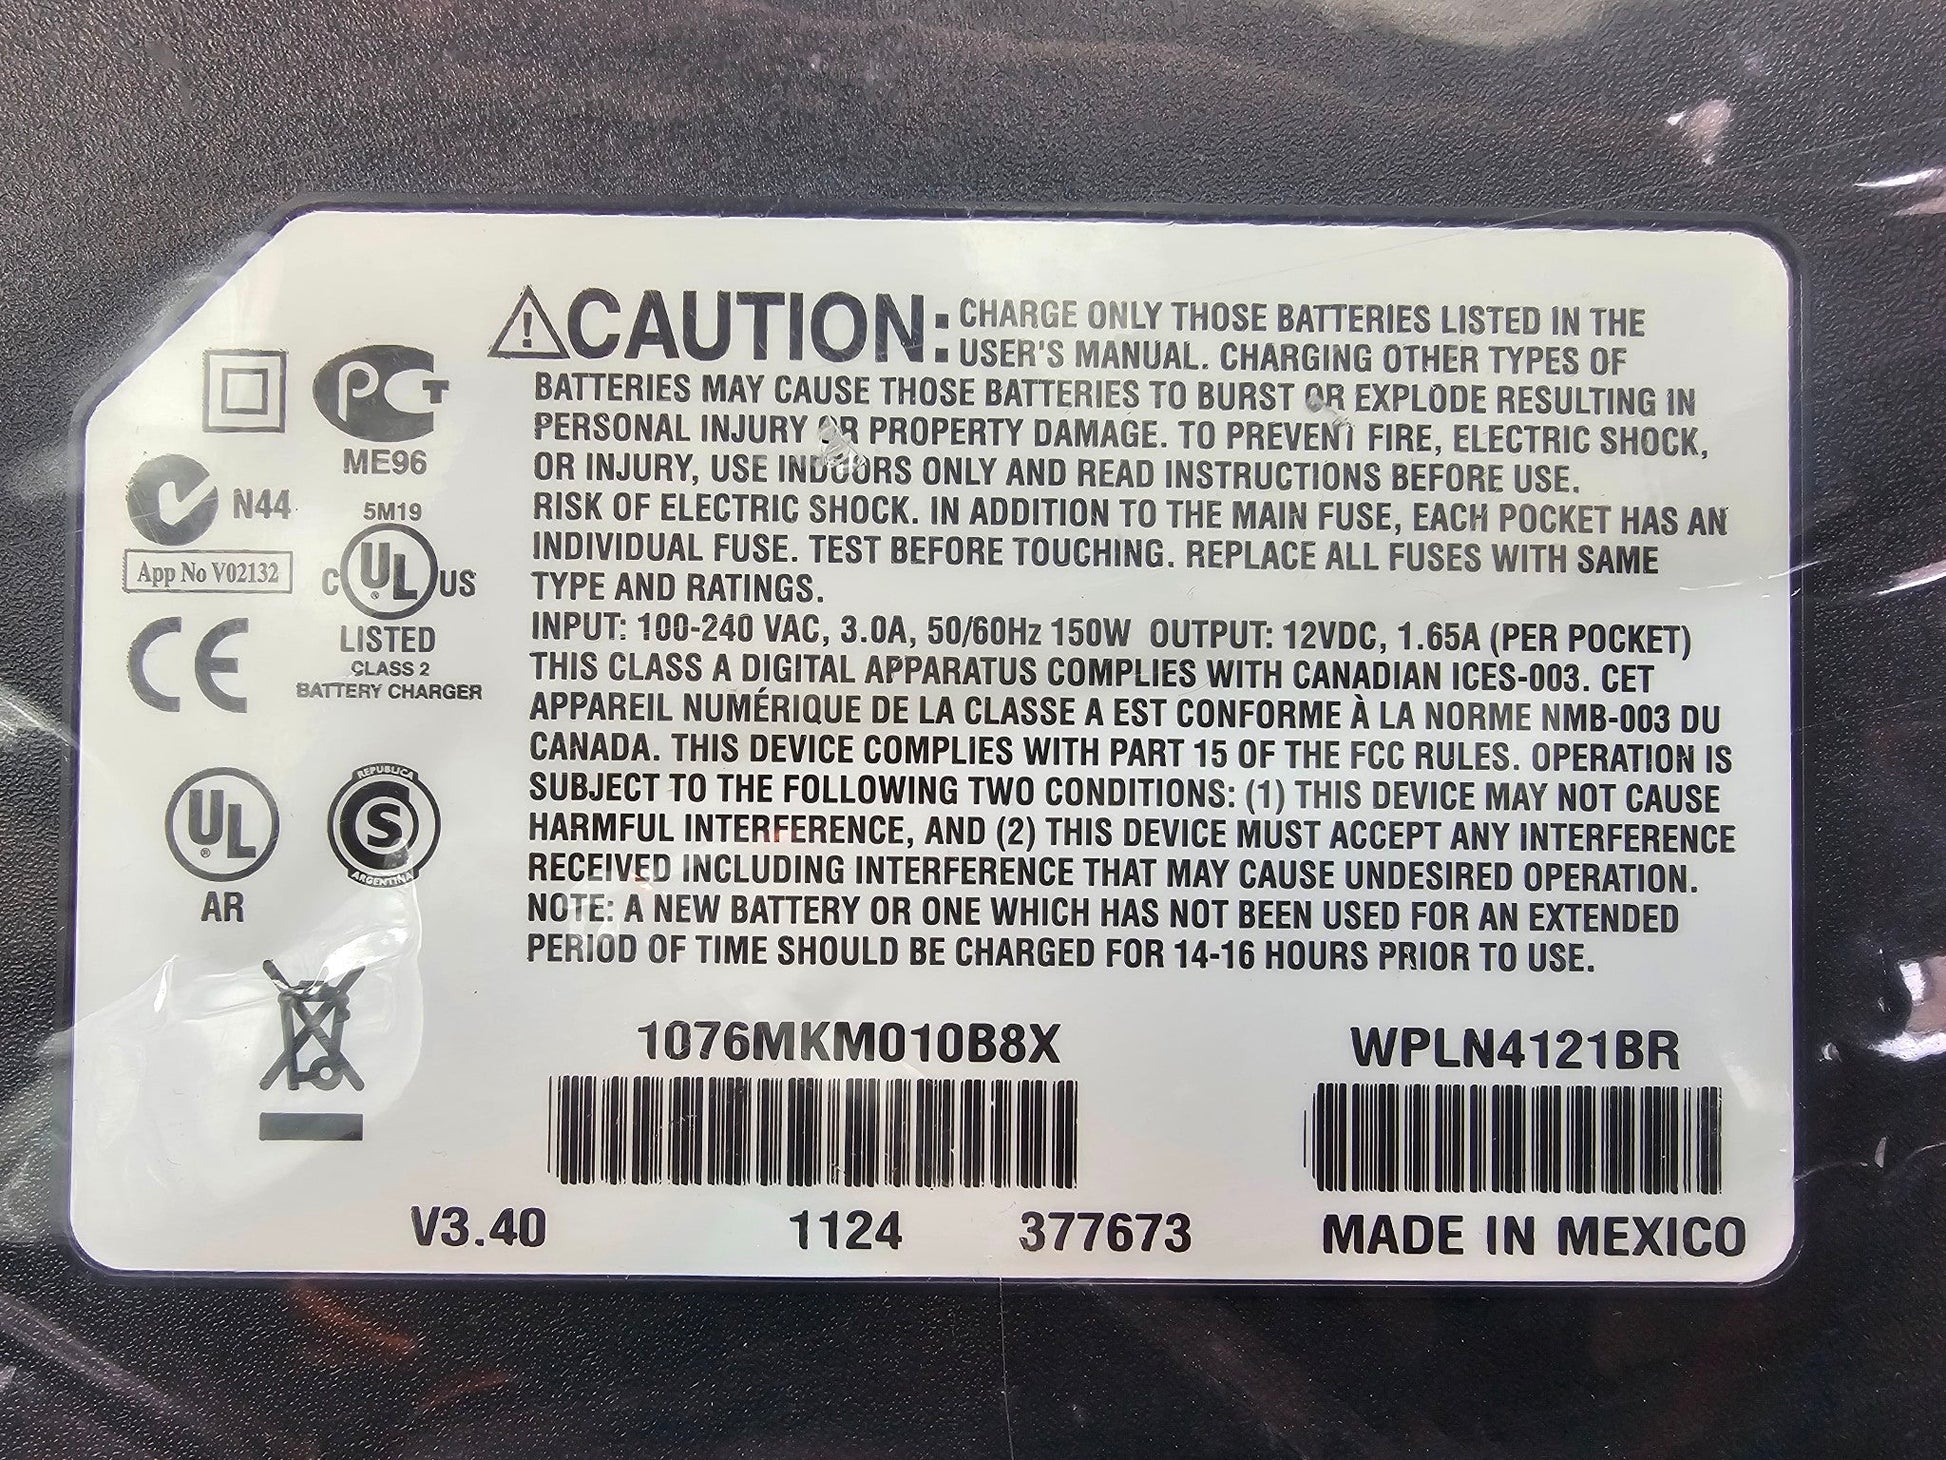 CAUTION: CHARGE ONLY THOSE BATTERIES LISTED IN THE
USER'S MANUAL. CHARGING OTHER TYPES OF
BATTERIES MAY CAUSE THOSE BATTERIES TO BURST OR EXPLODE RESULTING IN
PERSONAL INJURY OR PROPERTY DAMAGE. TO PREVENT FIRE, ELECTRIC SHOCK,
OR INJURY, USE INDOORS ONLY AND READ INSTRUCTIONS BEFORE USE.
RISK OF ELECTRIC SHOCK. IN ADDITION TO THE MAIN FUSE, EACH POCKET HAS AN
INDIVIDUAL FUSE. TEST BEFORE TOUCHING. REPLACE ALL FUSES WITH SAME
TYPE AND RATINGS.
INPUT: 100-240 VAC, 3.0A, 50/60Hz 150W OUTPUT: 12VDC, 1.65A (PER POCKET)
THIS CLASS A DIGITAL APPARATUS COMPLIES WITH CANADIAN ICES-003. CET
APPAREIL NUMÉRIQUE DE LA CLASSE A EST CONFORME À LA NORME NMB-003 DU
CANADA. THIS DEVICE COMPLIES WITH PART 15 OF THE FCC RULES. OPERATION IS
SUBJECT TO THE FOLLOWING TWO CONDITIONS: (1) THIS DEVICE MAY NOT CAUSE
HARMFUL INTERFERENCE, AND (2) THIS DEVICE MUST ACCEPT ANY INTERFERENCE
RECEIVED INCLUDING INTERFERENCE THAT MAY CAUSE UNDESIRED OPERATION.
NOTE: A NEW BATTERY OR ONE WHICH HAS NOT BEEN USED FOR AN EXTENDED
PERIOD OF TIME SHOULD BE CHARGED FOR 14-16 HOURS PRIOR TO USE.
PCT
ME96
N44
5M19
App No V02132
C UL® US
LISTED
CLASS 2
BATTERY CHARGER
CE
UL®
AR
REPUBLICA
S
ARGENTINA
1076MKM010B8X
WPLN4121BR
V3.40
1124
377673
MADE IN MEXICO